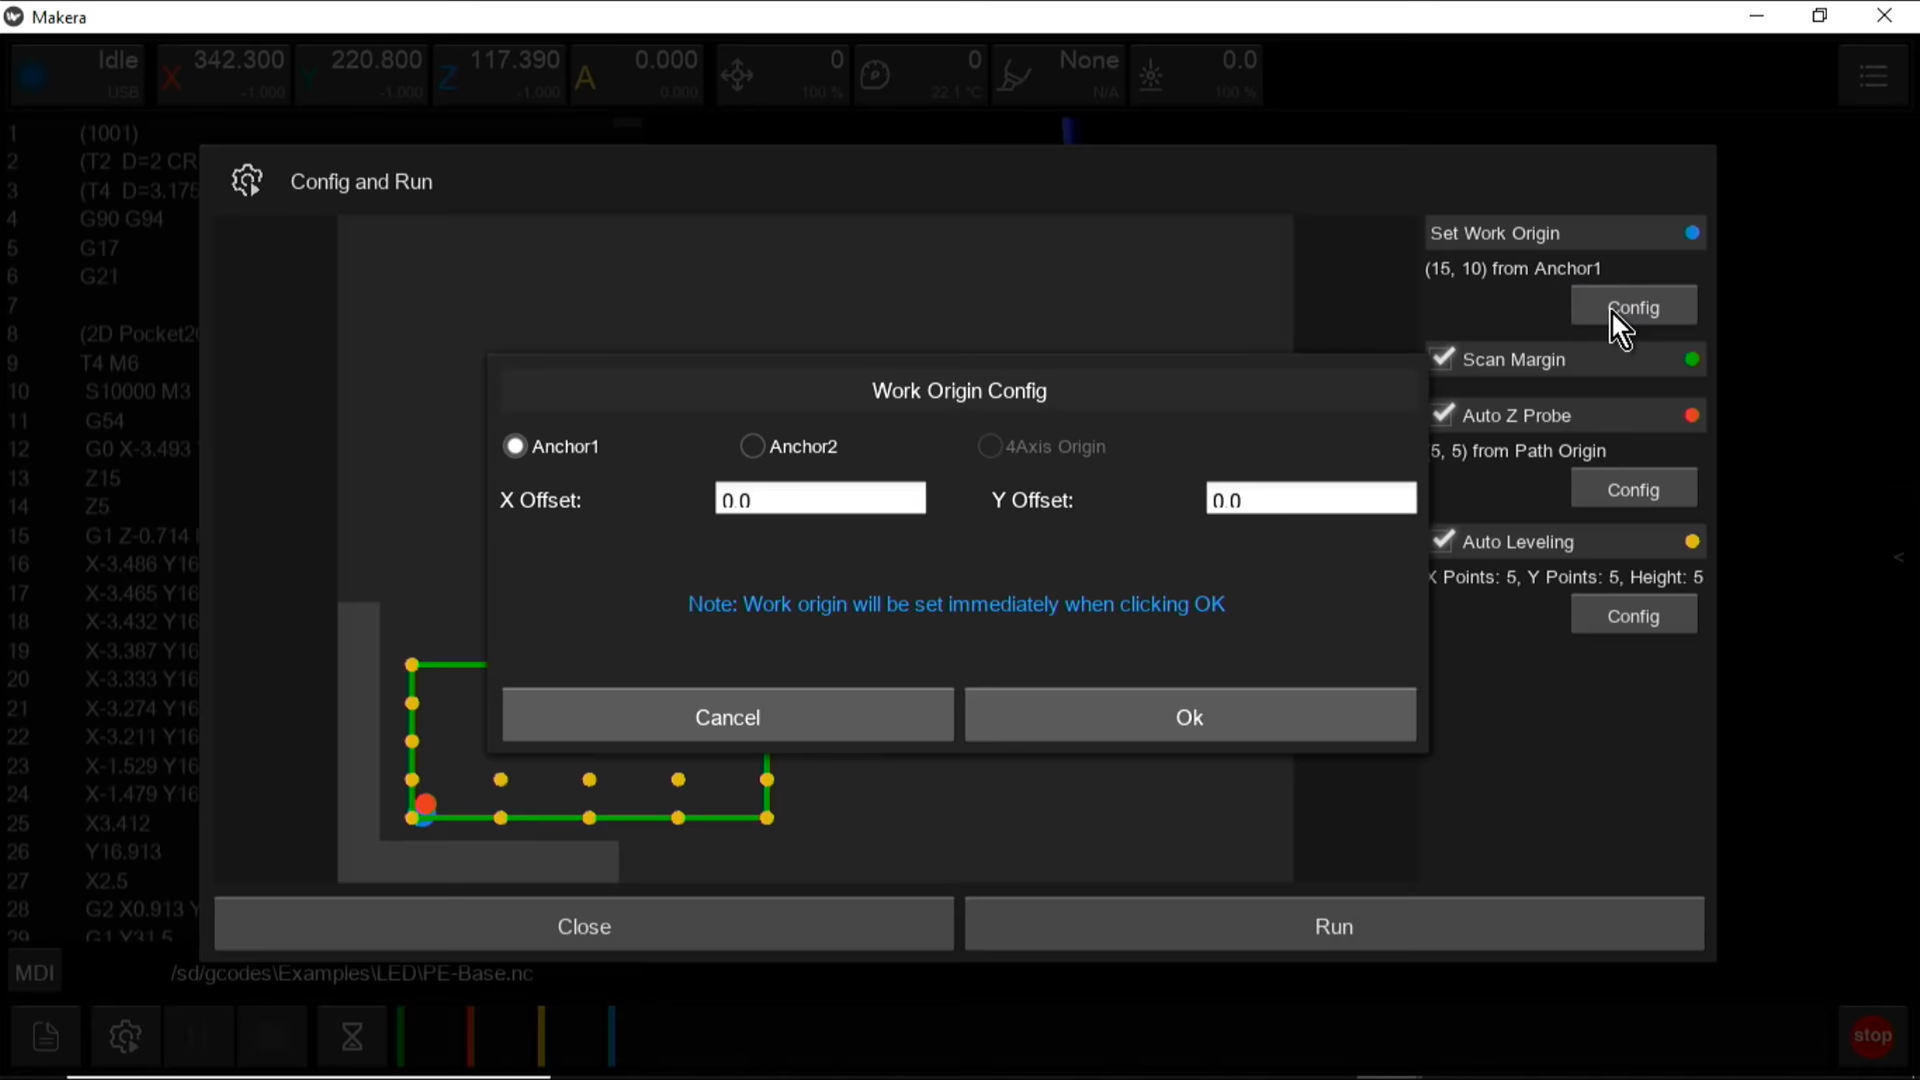 Makera
Idle
USB
X 342.300
-1.000
Y 220.800
-1.000
Z 117.390
-1.000
A 0.000
0.000
0
100 %
0
22.1 °C
None
N/A
0.0
100 %
1 (1001)
2 (T2 D=2 CR
3 (T4 D=3.175
4 G90 G94
5 G17
6 G21
7
8 (2D Pocket2
9 T4 M6
10 S10000 M3
11 G54
12 G0 X-3.493
13 Z15
14 Z5
15 G1 Z-0.714
16 X-3.486 Y16
17 X-3.465 Y16
18 X-3.432 Y16
19 X-3.387 Y16
20 X-3.333 Y16
21 X-3.274 Y16
22 X-3.211 Y16
23 X-1.529 Y16
24 X-1.479 Y16
25 X3.412
26 Y16.913
27 X2.5
28 G2 X0.913 Y
29 G1 Y31.5
Config and Run
Set Work Origin
(15, 10) from Anchor1
Config
Scan Margin
Auto Z Probe
5, 5) from Path Origin
Config
Auto Leveling
X Points: 5, Y Points: 5, Height: 5
Config
Work Origin Config
Anchor1 Anchor2 4Axis Origin
X Offset: 0.0 Y Offset: 0.0
Note: Work origin will be set immediately when clicking OK
Cancel Ok
Close Run
<
MDI /sd/gcodes\Examples\LED\PE-Base.nc
stop